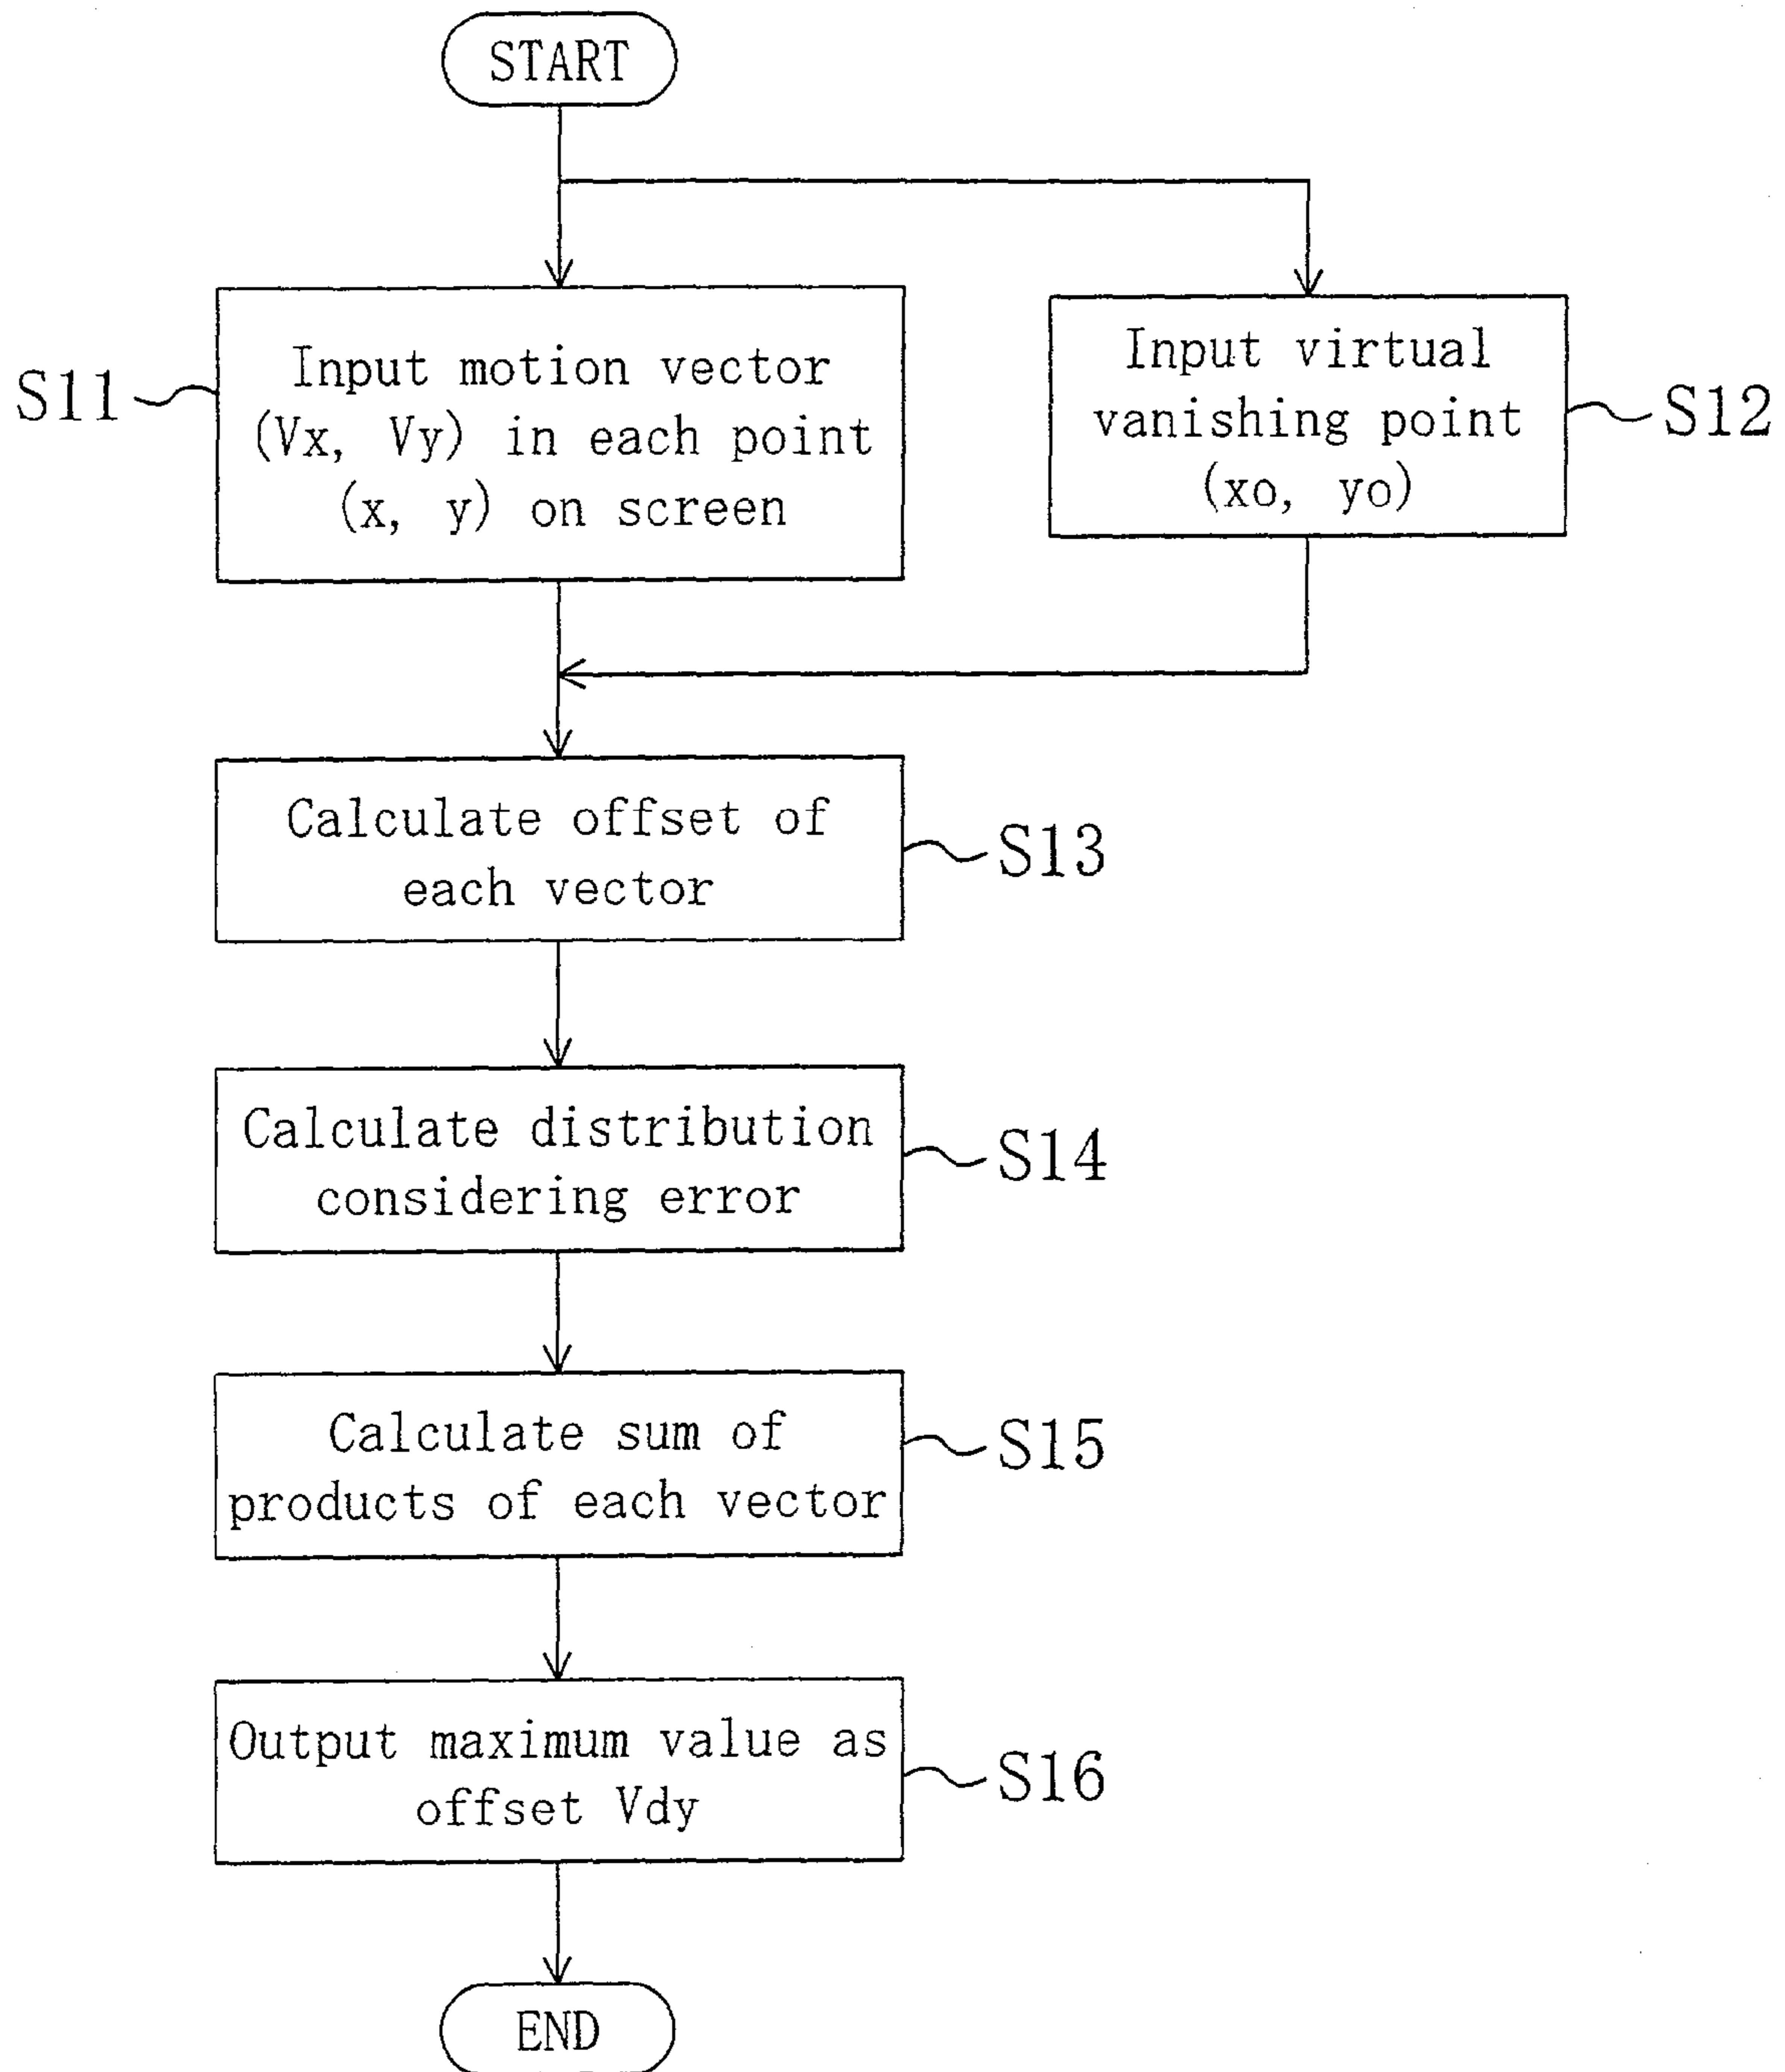 START
S11
Input motion vector
(Vx, Vy) in each point
(x, y) on screen
Input virtual
vanishing point
(xo, yo)
S12
Calculate offset of
each vector
S13
Calculate distribution
considering error
S14
Calculate sum of
products of each vector
S15
Output maximum value as
offset Vdy
S16
END